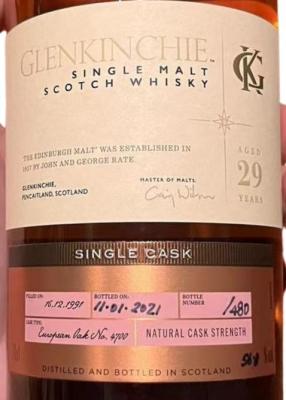 GLENKINCHIE™
SINGLE MALT
SCOTCH WHISKY
GK
'THE EDINBURGH MALT' WAS ESTABLISHED IN
1837 BY JOHN AND GEORGE RATE.
AGED
29
YEARS
GLENKINCHIE,
PENCAITLAND, SCOTLAND
MASTER OF MALTS:
SINGLE CASK
FILLED ON:
16.12.1991
BOTTLED ON:
11-01-2021
BOTTLE
NUMBER
/480
CASK TYPE:
European Oak No. 4700
NATURAL CASK STRENGTH
DISTILLED AND BOTTLED IN SCOTLAND